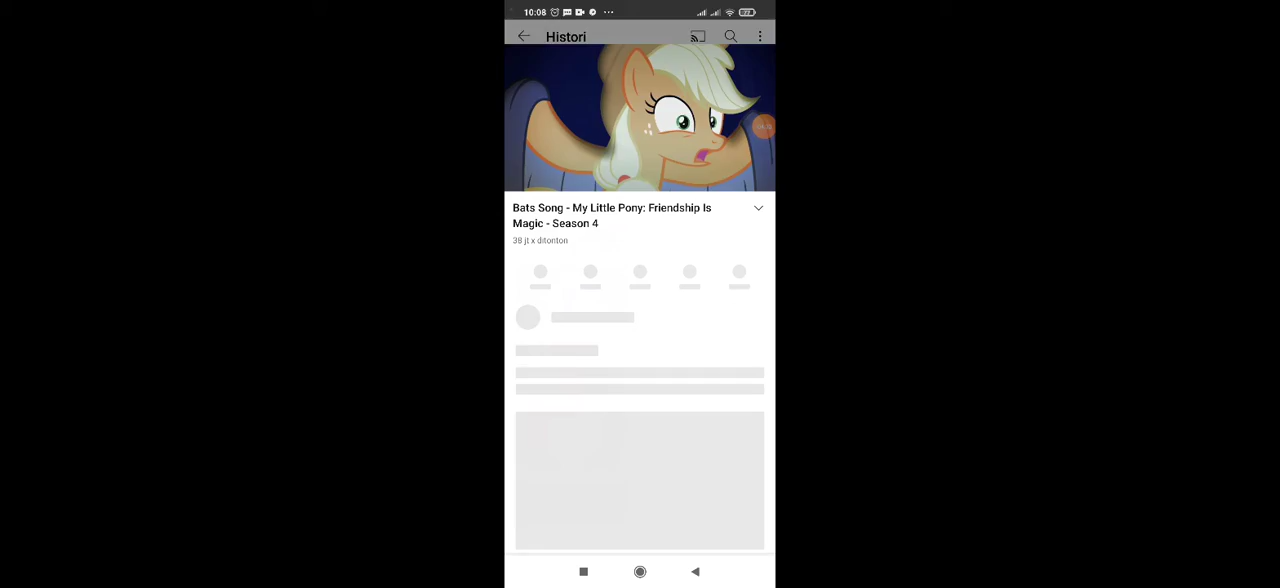 10:08
Histori
Bats Song - My Little Pony: Friendship Is
Magic - Season 4
38 jt x ditonton